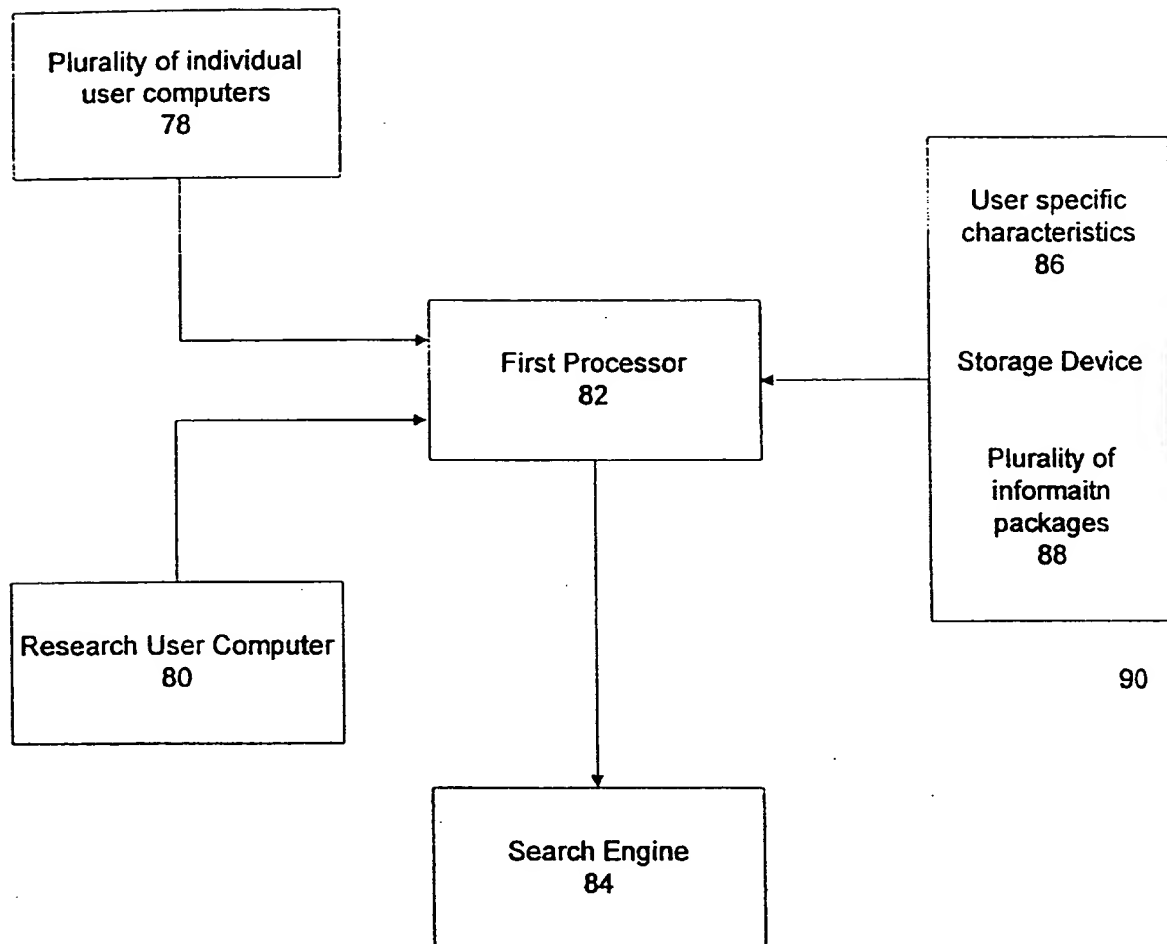 Plurality of individual
user computers
78
User specific
characteristics
86
First Processor
82
Storage Device
Plurality of
informaitn
packages
88
Research User Computer
80
90
Search Engine
84